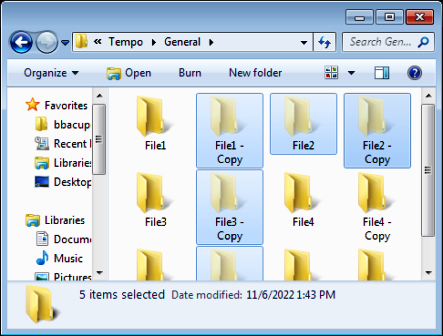 « Tempo ▸ General ▸
Search Gen...
Organize ▾ Open Burn New folder
Favorites
bbacup
Recent
Libraries
Desktop
Libraries
Docum
Music
Pictures
File1
File1 -
Copy
File2
File2 -
Copy
File3
File3 -
Copy
File4
File4 -
Copy
5 items selected Date modified: 11/6/2022 1:43 PM